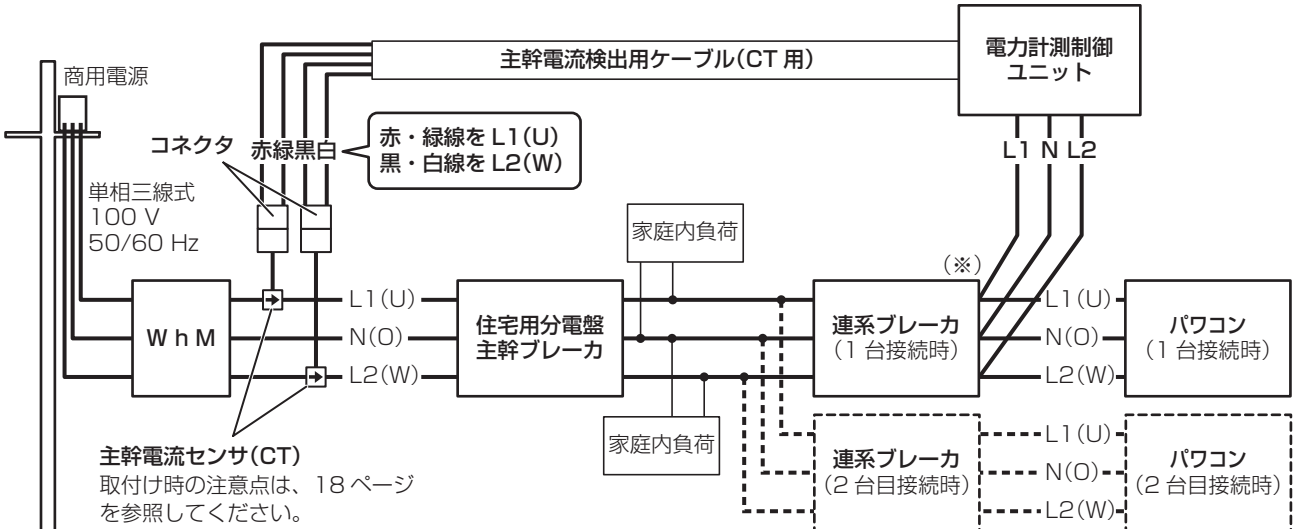 主幹電流検出用ケーブル(CT 用)
電力計測制御
ユニット
商用電源
コネクタ
赤緑黒白
赤・緑線を L1(U)
黒・白線を L2(W)
L1 N L2
単相三線式
100 V
50/60 Hz
家庭内負荷
(※)
WhM
L1(U)
N(O)
L2(W)
住宅用分電盤
主幹ブレーカ
連系ブレーカ
(1 台接続時)
L1(U)
N(O)
L2(W)
パワコン
(1 台接続時)
家庭内負荷
主幹電流センサ(CT)
取付け時の注意点は、18 ページ
を参照してください。
連系ブレーカ
(2 台目接続時)
L1(U)
N(O)
L2(W)
パワコン
(2 台目接続時)